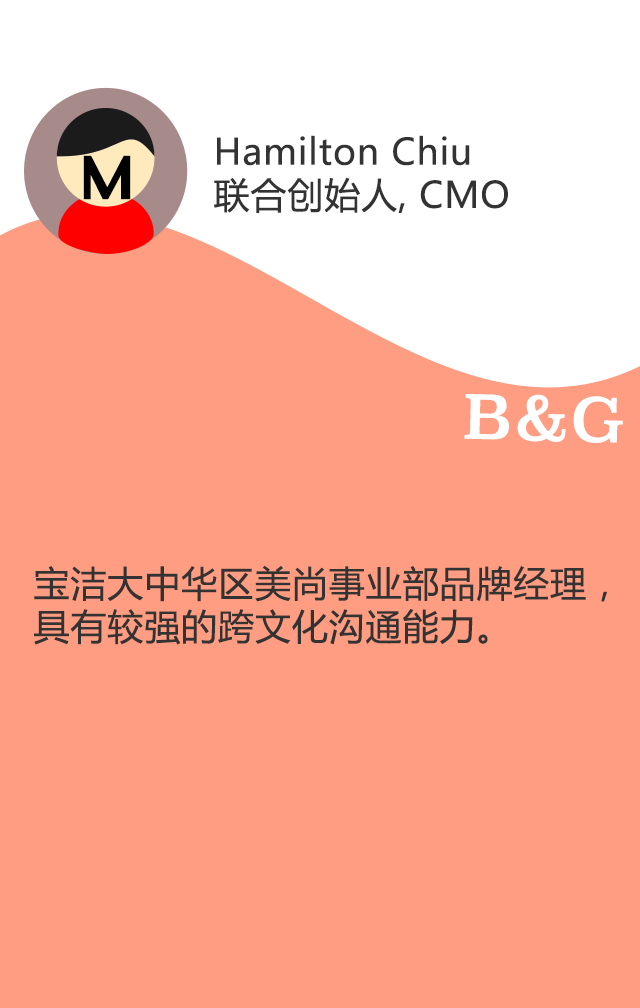 M
Hamilton Chiu
联合创始人, CMO
B&G
宝洁大中华区美尚事业部品牌经理，
具有较强的跨文化沟通能力。